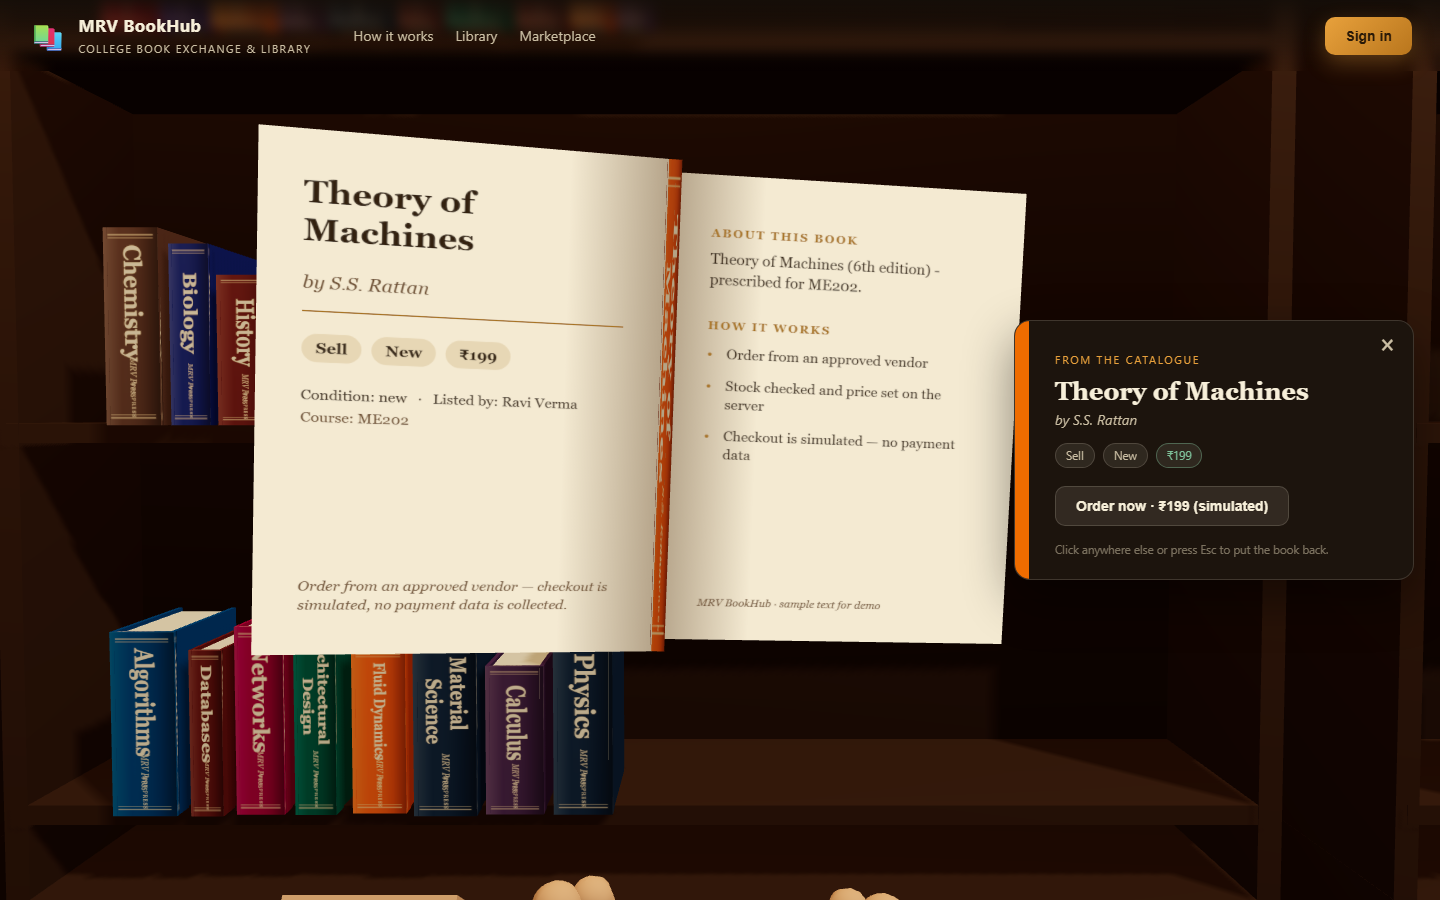 MRV BookHub
COLLEGE BOOK EXCHANGE & LIBRARY
How it works
Library
Marketplace
Sign in
Theory of
Machines
by S.S. Rattan
Sell
New
₹199
Condition: new · Listed by: Ravi Verma
Course: ME202
Order from an approved vendor — checkout is
simulated, no payment data is collected.
ABOUT THIS BOOK
Theory of Machines (6th edition) -
prescribed for ME202.
HOW IT WORKS
• Order from an approved vendor
• Stock checked and price set on the
server
• Checkout is simulated — no payment
data
MRV BookHub · sample text for demo
FROM THE CATALOGUE
Theory of Machines
by S.S. Rattan
Sell
New
₹199
Order now · ₹199 (simulated)
Click anywhere else or press Esc to put the book back.
Chemistry
Biology
History
Algorithms
Databases
Networks
Design
Fluid Dynamics
Material
Science
Calculus
Physics